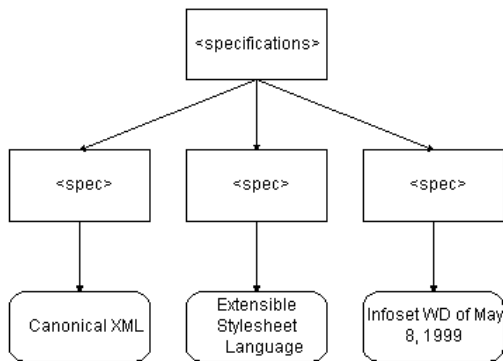 <specifications>
<spec>
<spec>
<spec>
Canonical XML
Extensible
Stylesheet
Language
Infoset WD of May
8, 1999